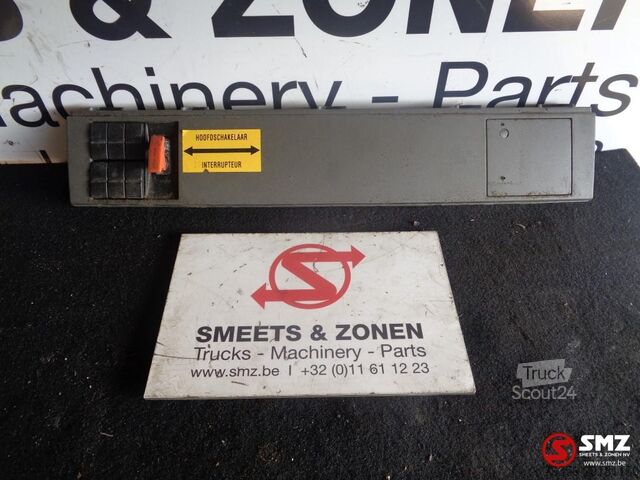 & ZONEN
Machinery - Parts
HOOFDSCHAKELAAR
INTERRUPTEUR
SMEETS & ZONEN
Trucks - Machinery - Parts
www.smz.be I +32 (0)11 61 12 23
Truck
Scout24
SMZ
SMEETS & ZONEN NV
www.smz.be